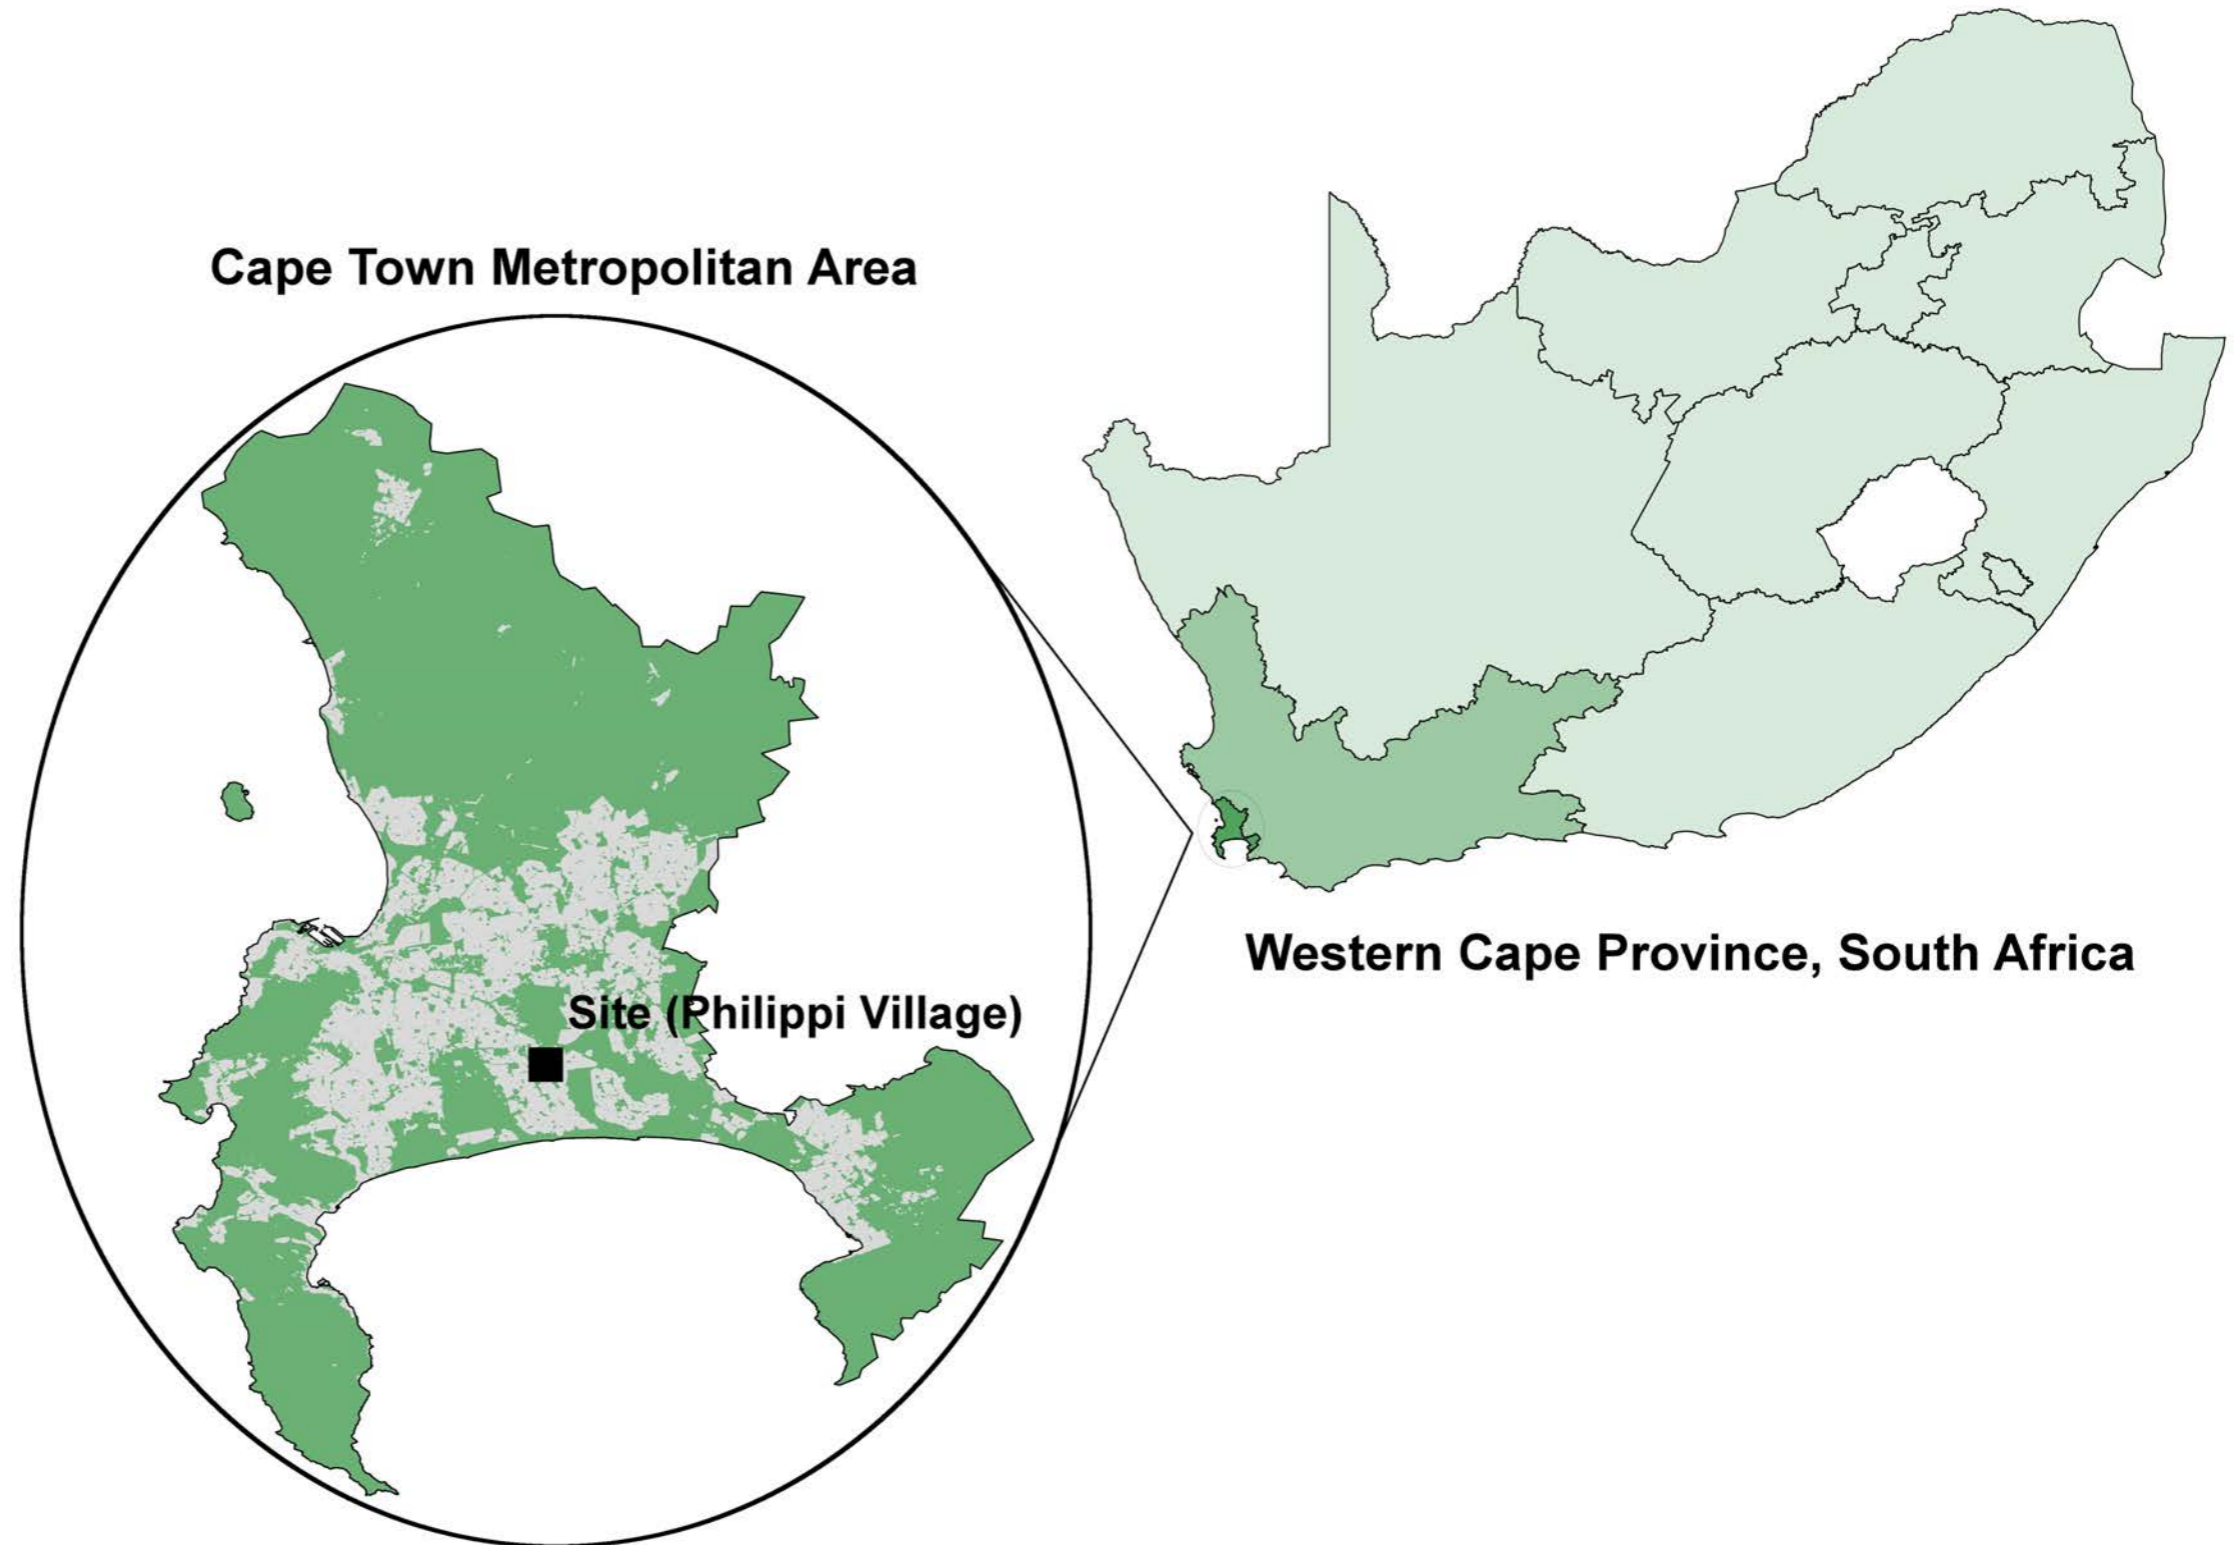 Cape Town Metropolitan Area
Site (Philippi Village)
Western Cape Province, South Africa